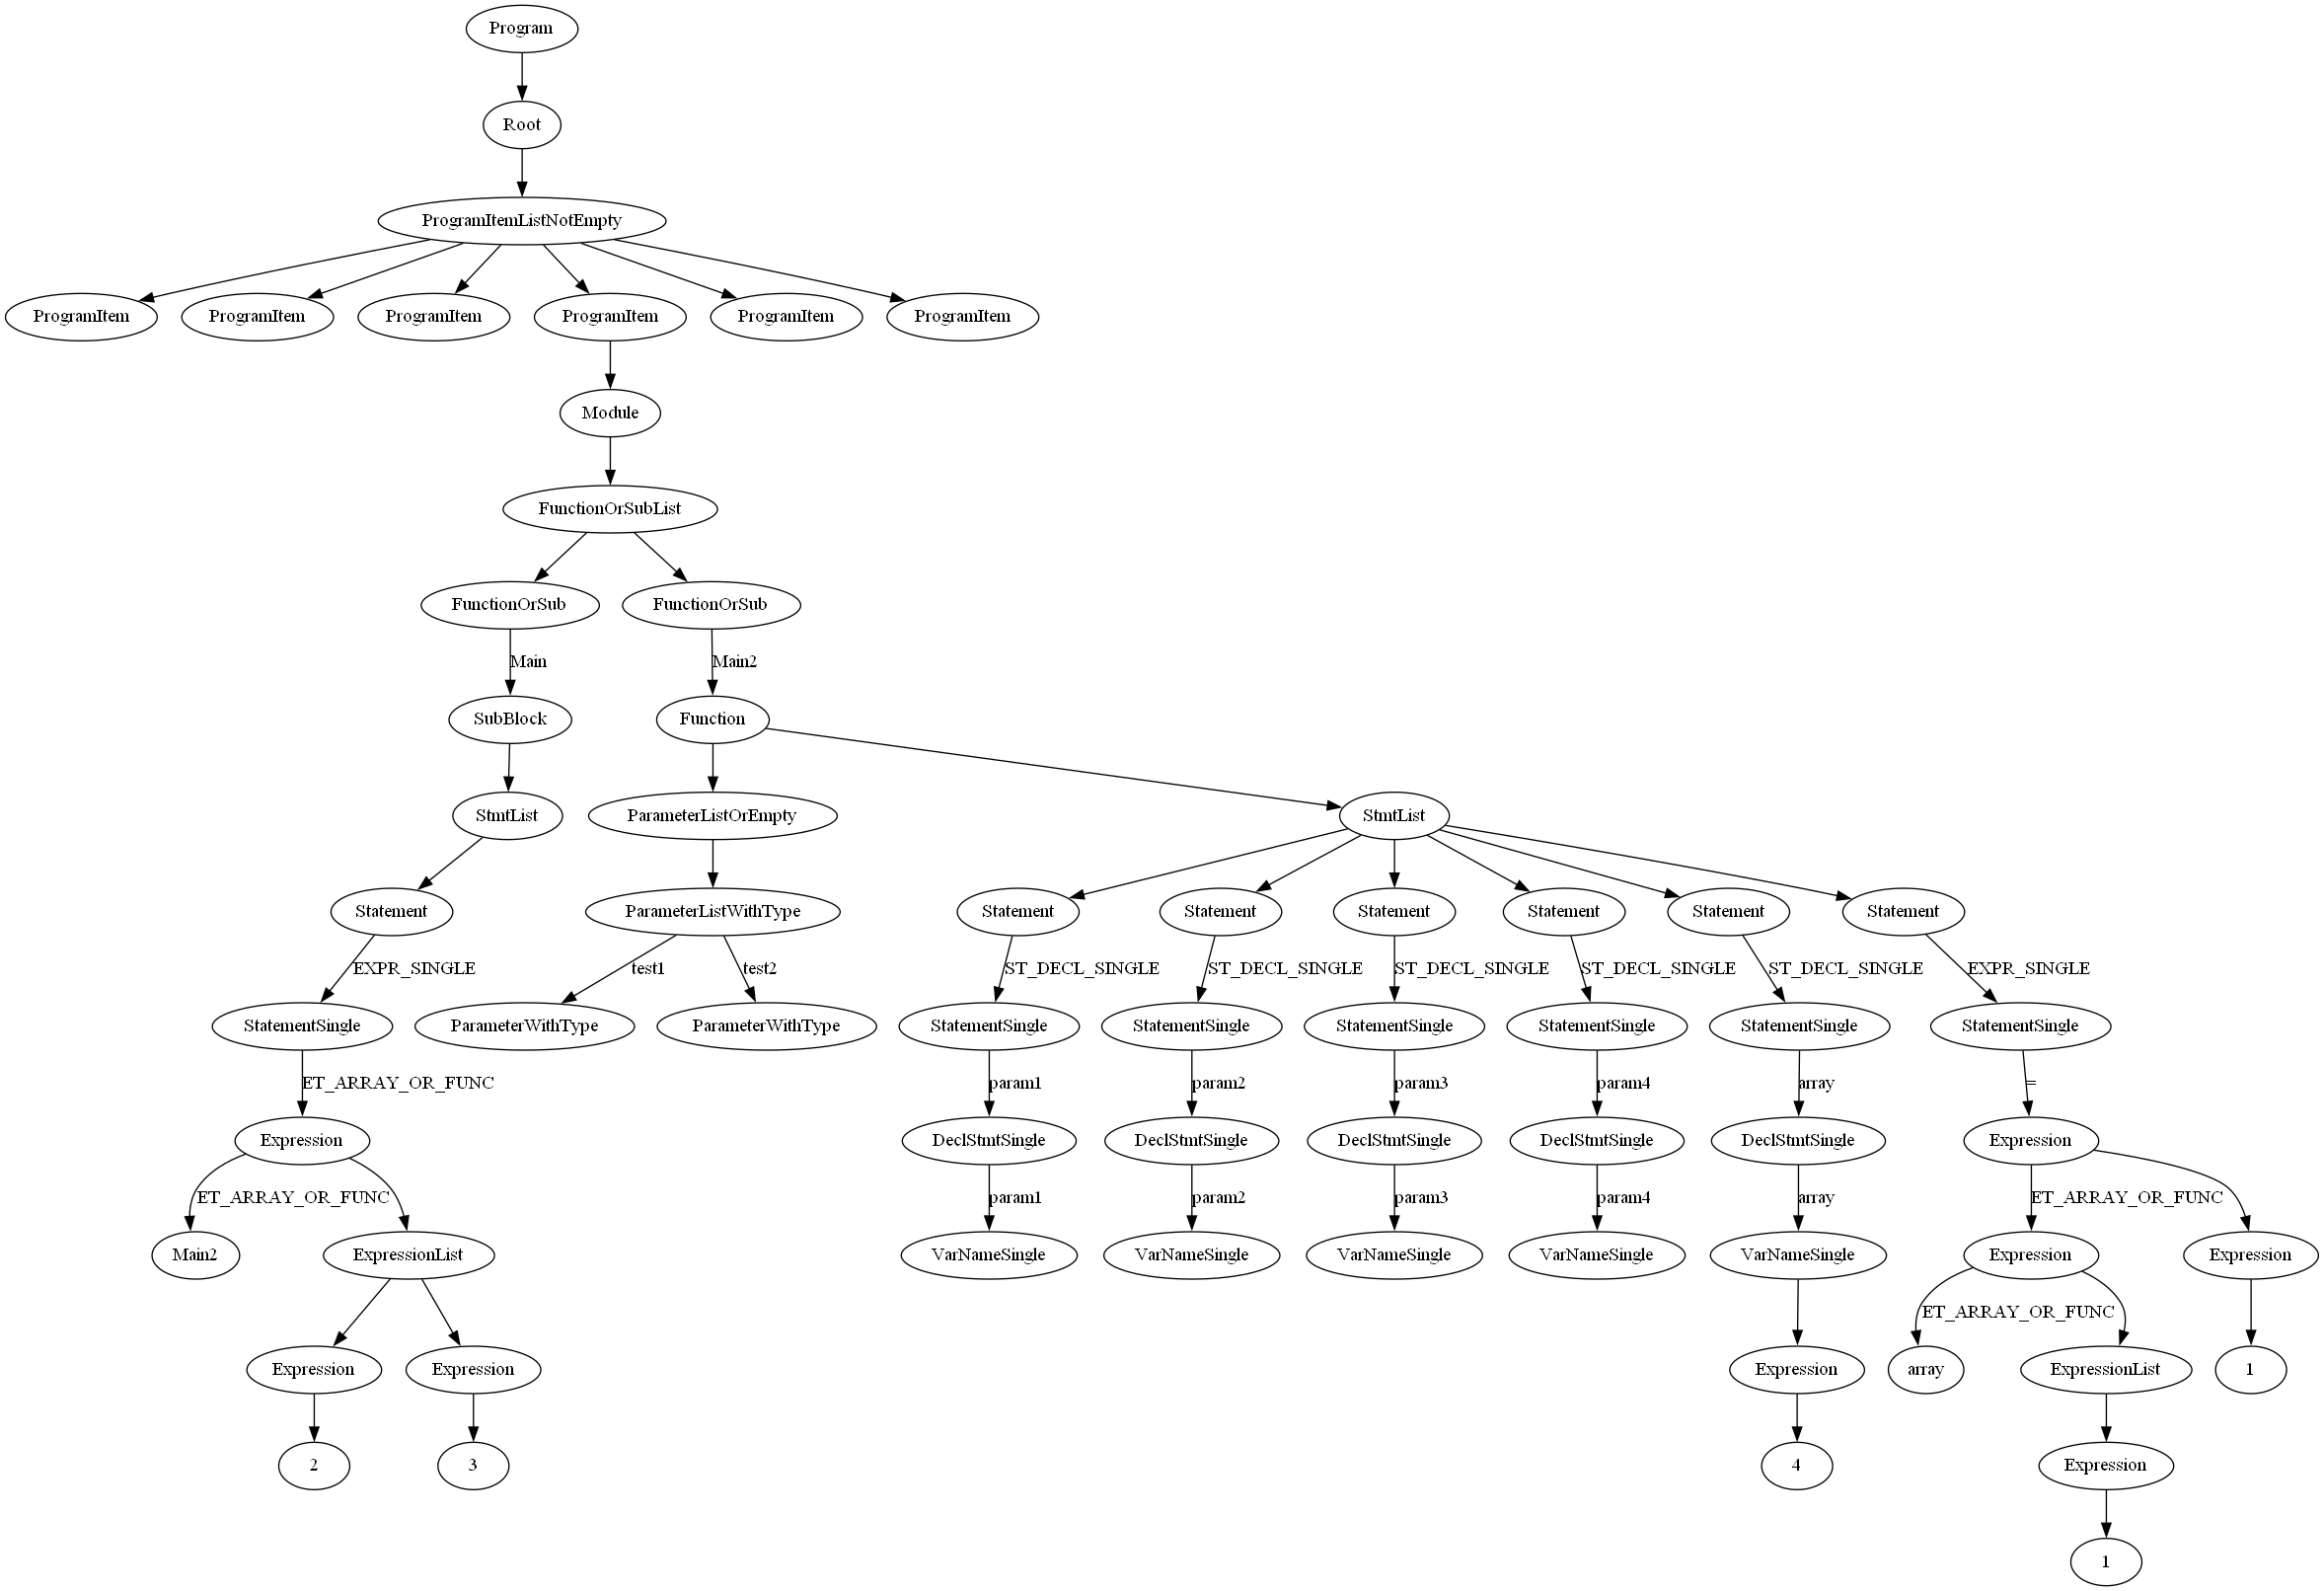 Program
Root
ProgramItemListNotEmpty
ProgramItem ProgramItem ProgramItem ProgramItem ProgramItem ProgramItem
Module
FunctionOrSubList
FunctionOrSub FunctionOrSub
Main Main2
SubBlock Function
StmtList ParameterListOrEmpty StmtList
Statement ParameterListWithType Statement Statement Statement Statement Statement Statement
EXPR_SINGLE test1 test2 ST_DECL_SINGLE ST_DECL_SINGLE ST_DECL_SINGLE ST_DECL_SINGLE ST_DECL_SINGLE EXPR_SINGLE
StatementSingle ParameterWithType ParameterWithType StatementSingle StatementSingle StatementSingle StatementSingle StatementSingle StatementSingle
ET_ARRAY_OR_FUNC param1 param2 param3 param4 array =
Expression DeclStmtSingle DeclStmtSingle DeclStmtSingle DeclStmtSingle DeclStmtSingle Expression
ET_ARRAY_OR_FUNC param1 param2 param3 param4 array ET_ARRAY_OR_FUNC
Main2 ExpressionList VarNameSingle VarNameSingle VarNameSingle VarNameSingle VarNameSingle Expression Expression
ET_ARRAY_OR_FUNC
Expression Expression Expression array ExpressionList 1
2 3 4 Expression
1